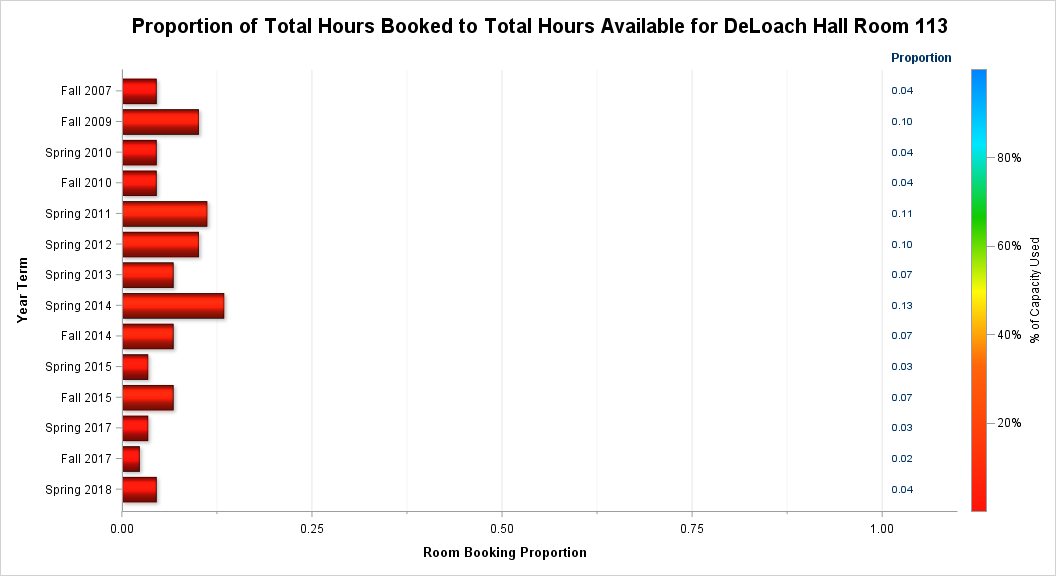 Proportion of Total Hours Booked to Total Hours Available for DeLoach Hall Room 113
Proportion
Fall 2007 0.04
Fall 2009 0.10
Spring 2010 0.04
Fall 2010 0.04
Spring 2011 0.11
Spring 2012 0.10
Spring 2013 0.07
Spring 2014 0.13
Fall 2014 0.07
Spring 2015 0.03
Fall 2015 0.07
Spring 2017 0.03
Fall 2017 0.02
Spring 2018 0.04
Year Term
0.00 0.25 0.50 0.75 1.00
Room Booking Proportion
80%
60%
40%
20%
% of Capacity Used